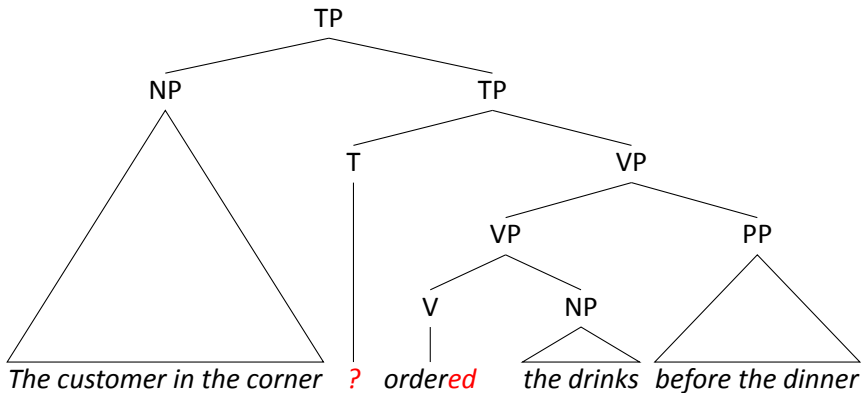 TP
NP TP
T VP
VP PP
V NP
The customer in the corner ? ordered the drinks before the dinner